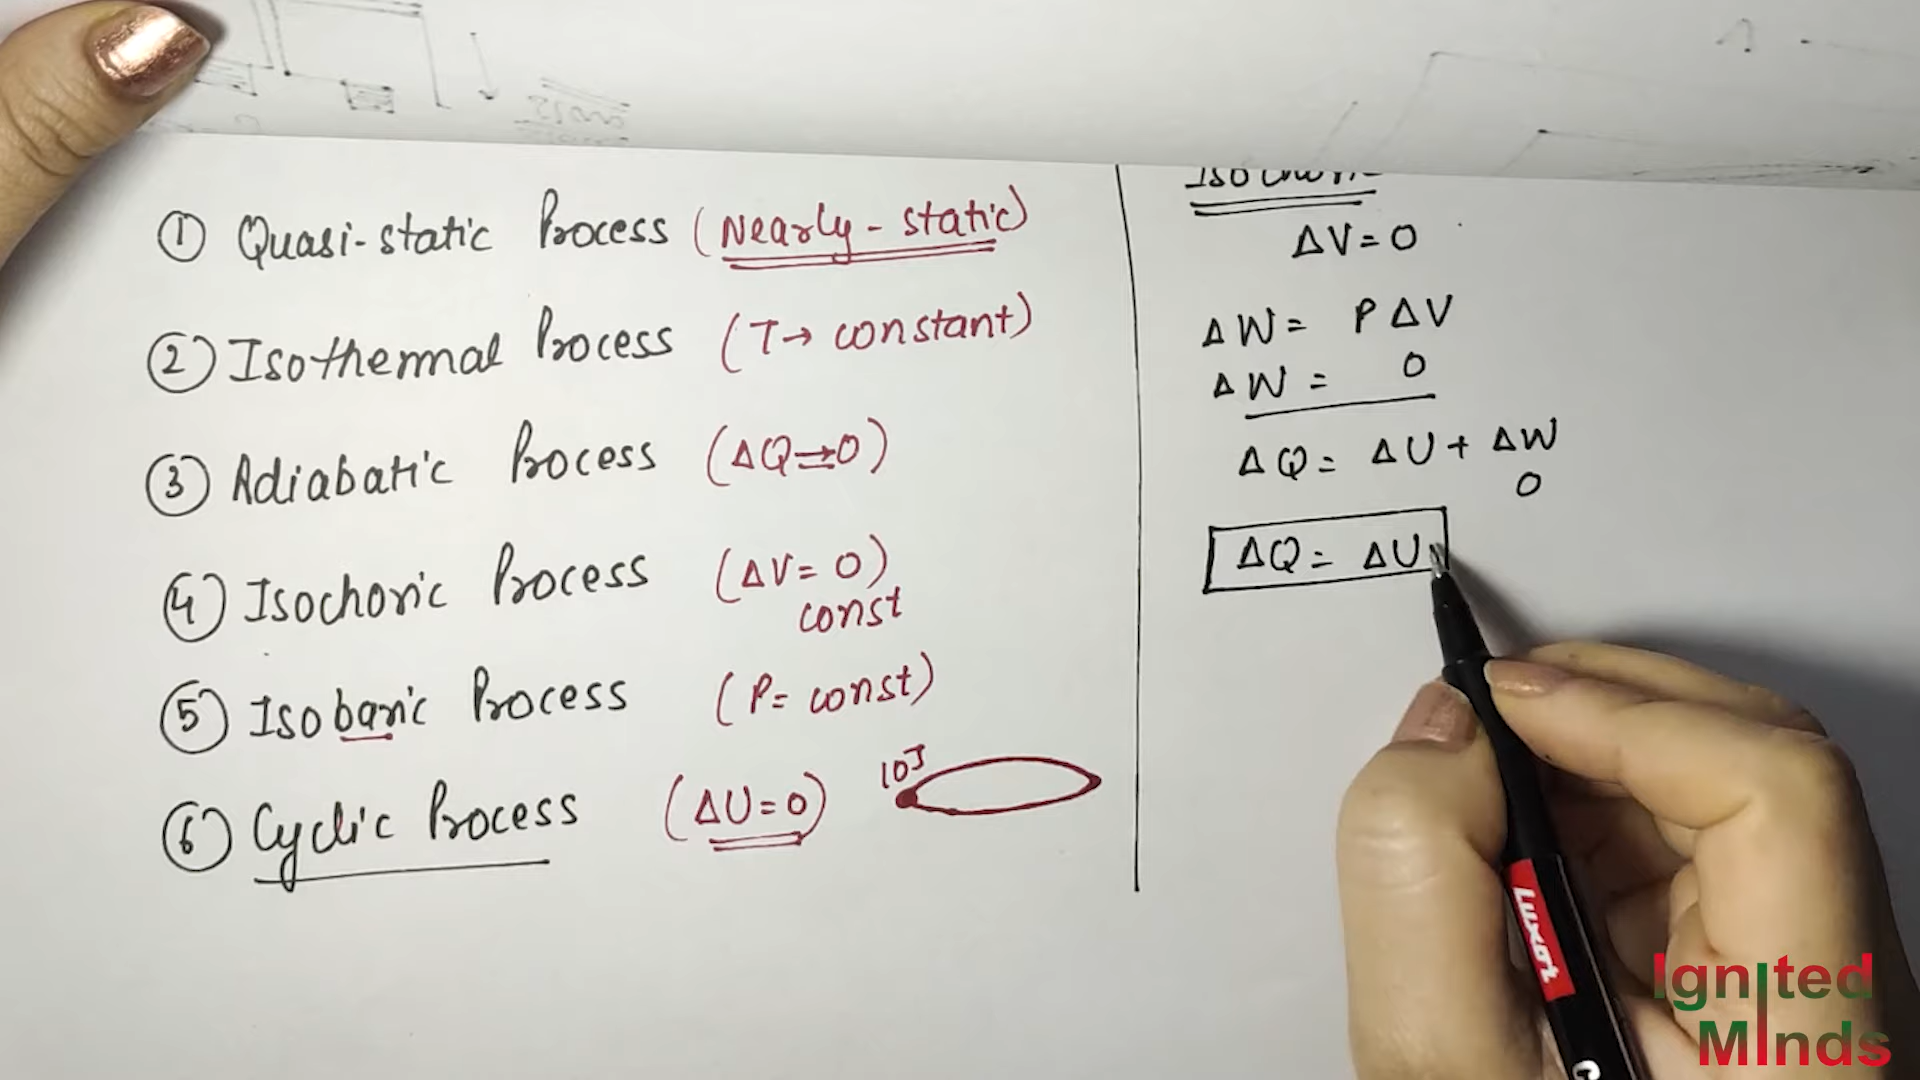 ① Quasi-static Process (Nearly-static)
② Isothermal Process (T→ constant)
③ Adiabatic Process (ΔQ→0)
④ Isochoric Process (ΔV= 0)
const
⑤ Isobaric Process (P= const)
⑥ Cyclic Process (ΔU=0)
10J
Isochoric
ΔV=0
ΔW= PΔV
ΔW = 0
ΔQ= ΔU+ ΔW
0
ΔQ= ΔU
Luxor
Ignited
Minds